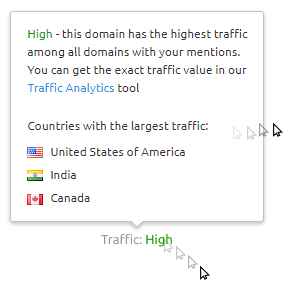 High - this domain has the highest traffic
among all domains with your mentions.
You can get the exact traffic value in our
Traffic Analytics tool
Countries with the largest traffic:
United States of America
India
Canada
Traffic: High